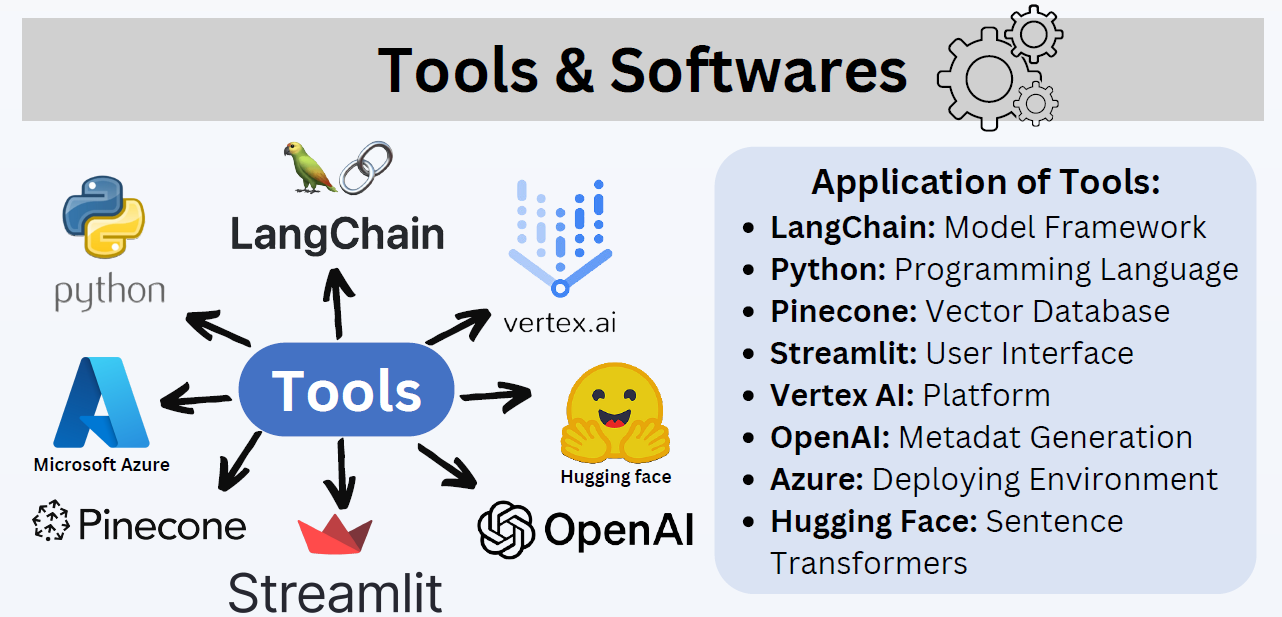 Tools & Softwares
LangChain
python
vertex.ai
Tools
Microsoft Azure
Hugging face
Pinecone
OpenAI
Streamlit
Application of Tools:
• LangChain: Model Framework
• Python: Programming Language
• Pinecone: Vector Database
• Streamlit: User Interface
• Vertex AI: Platform
• OpenAI: Metadat Generation
• Azure: Deploying Environment
• Hugging Face: Sentence
Transformers